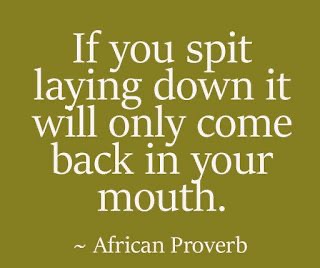 If you spit
laying down it
will only come
back in your
mouth.
~ African Proverb